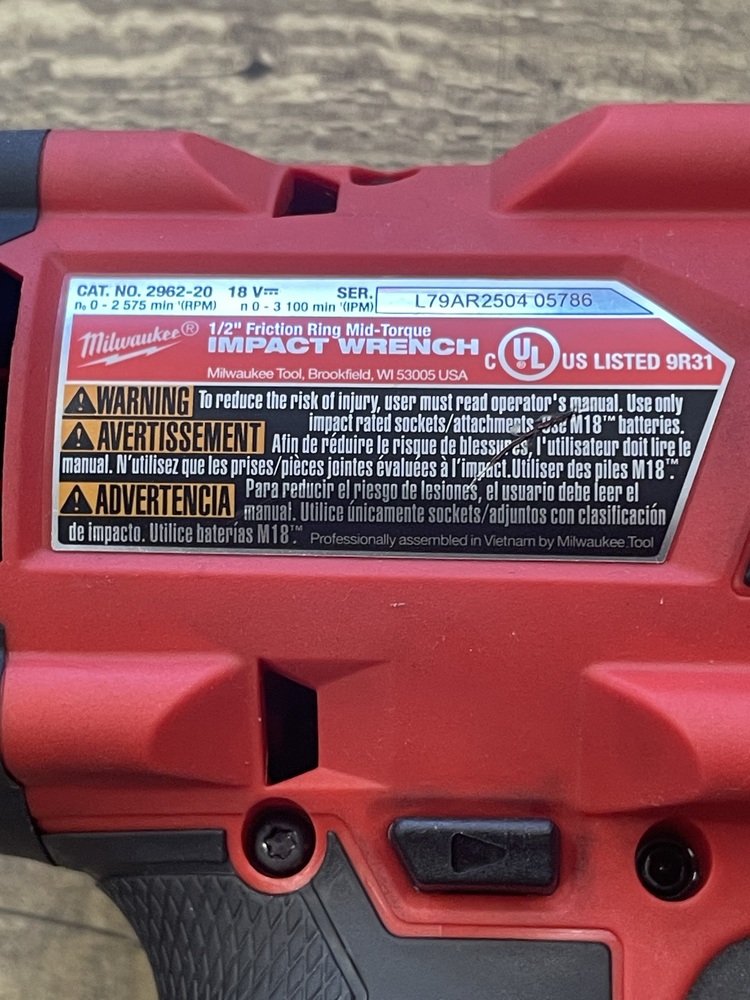 CAT. NO. 2962-20 18 V⎓ SER. L79AR2504 05786
n₀ 0 - 2 575 min⁻¹(RPM) n 0 - 3 100 min⁻¹(IPM)
Milwaukee®
1/2" Friction Ring Mid-Torque
IMPACT WRENCH
Milwaukee Tool, Brookfield, WI 53005 USA
C UL® US LISTED 9R31
WARNING To reduce the risk of injury, user must read operator's manual. Use only
impact rated sockets/attachments. Use M18™ batteries.
AVERTISSEMENT Afin de réduire le risque de blessures, l'utilisateur doit lire le
manual. N'utilisez que les prises/pièces jointes évaluées à l'impact.Utiliser des piles M18™.
ADVERTENCIA Para reducir el riesgo de lesiones, el usuario debe leer el
manual. Utilice únicamente sockets/adjuntos con clasificación
de impacto. Utilice baterías M18™. Professionally assembled in Vietnam by Milwaukee Tool